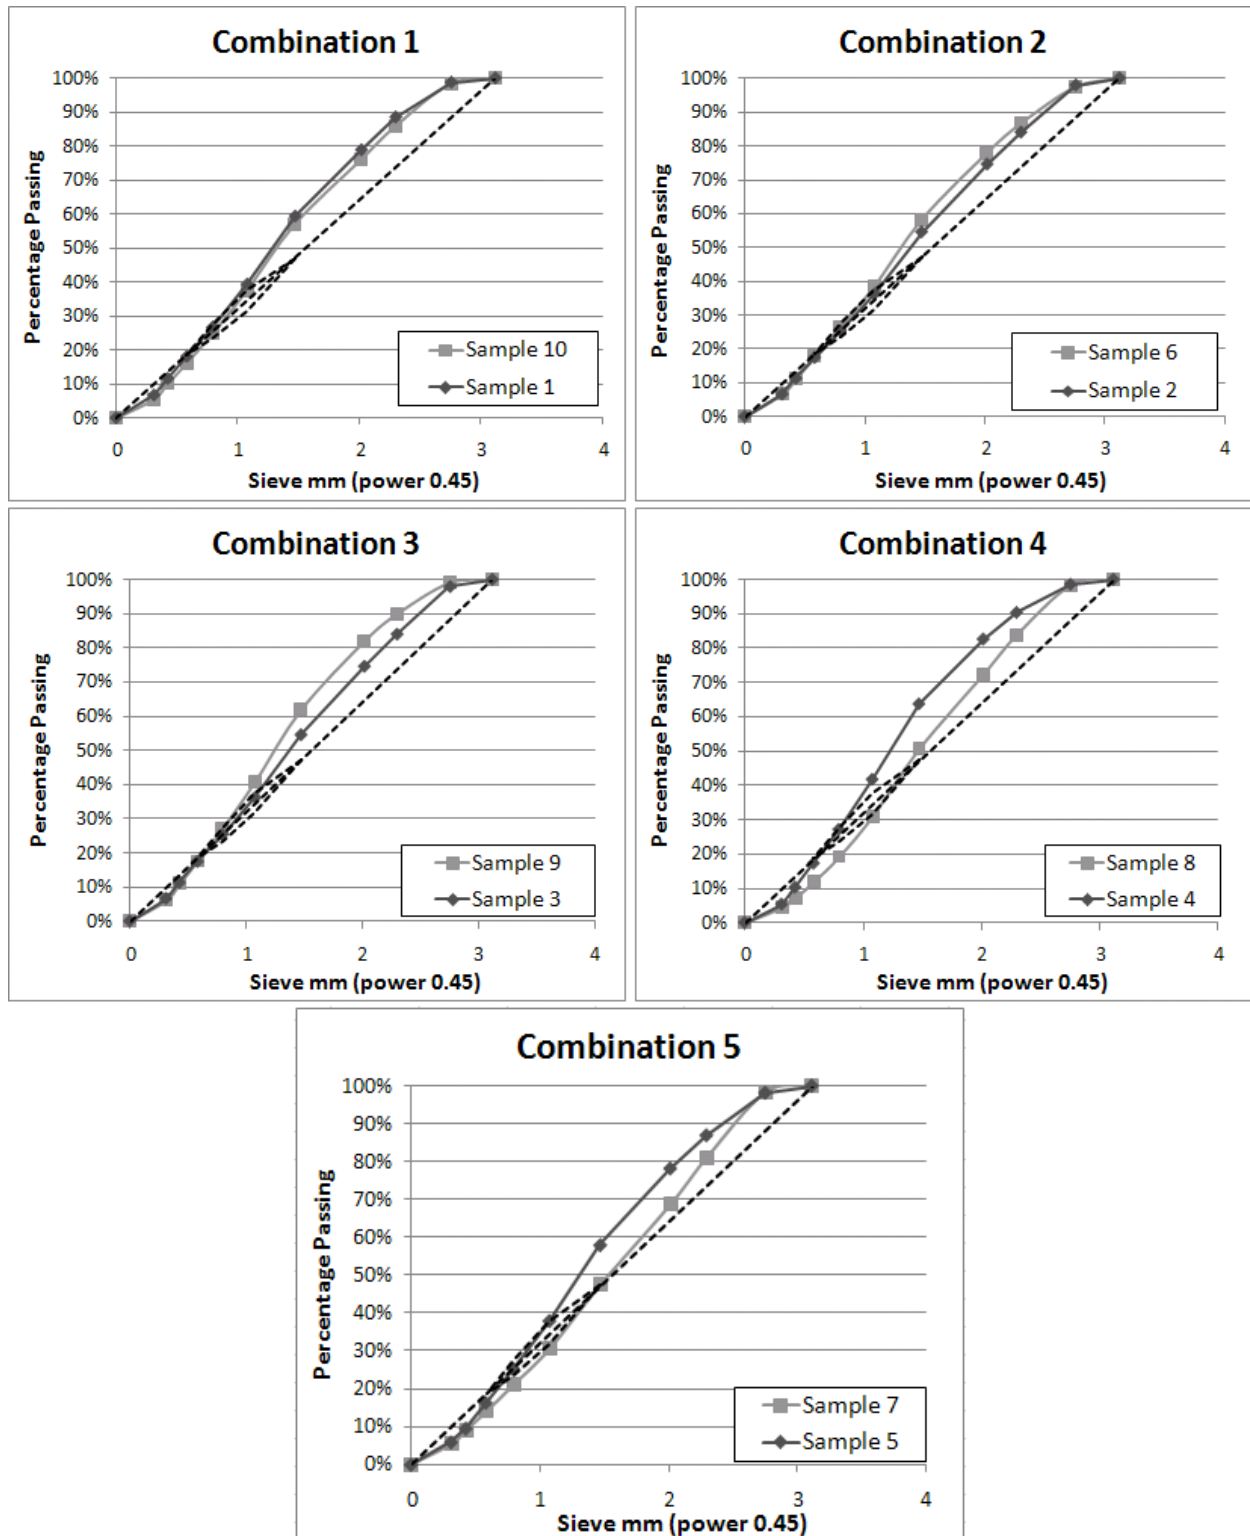 Combination 1
100%
90%
80%
70%
60%
50%
40%
30%
20%
10%
0%
Percentage Passing
Sample 10
Sample 1
0 1 2 3 4
Sieve mm (power 0.45)
Combination 2
100%
90%
80%
70%
60%
50%
40%
30%
20%
10%
0%
Percentage Passing
Sample 6
Sample 2
0 1 2 3 4
Sieve mm (power 0.45)
Combination 3
100%
90%
80%
70%
60%
50%
40%
30%
20%
10%
0%
Percentage Passing
Sample 9
Sample 3
0 1 2 3 4
Sieve mm (power 0.45)
Combination 4
100%
90%
80%
70%
60%
50%
40%
30%
20%
10%
0%
Percentage Passing
Sample 8
Sample 4
0 1 2 3 4
Sieve mm (power 0.45)
Combination 5
100%
90%
80%
70%
60%
50%
40%
30%
20%
10%
0%
Percentage Passing
Sample 7
Sample 5
0 1 2 3 4
Sieve mm (power 0.45)